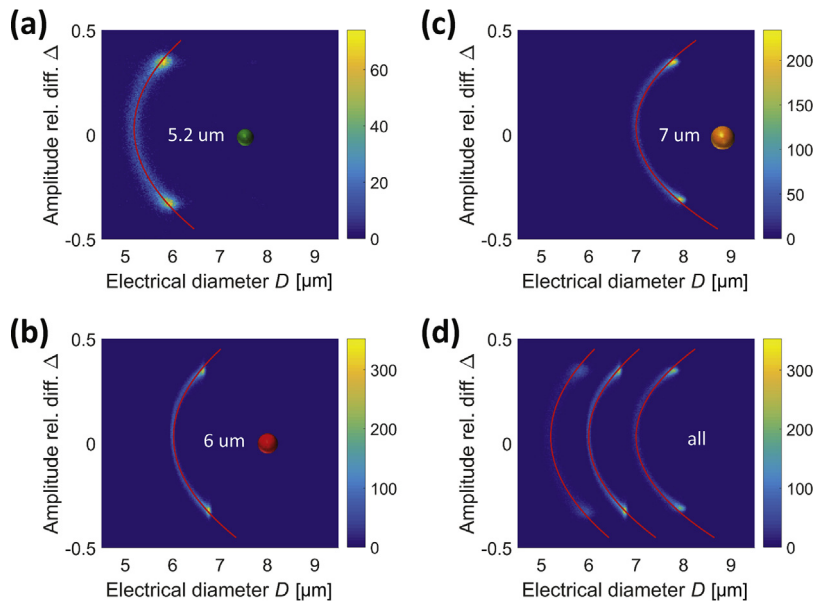 (a)
0.5
0
-0.5
Amplitude rel. diff. Δ
5.2 um
5 6 7 8 9
Electrical diameter D [µm]
60
40
20
0
(c)
0.5
0
-0.5
Amplitude rel. diff. Δ
7 um
5 6 7 8 9
Electrical diameter D [µm]
200
150
100
50
0
(b)
0.5
0
-0.5
Amplitude rel. diff. Δ
6 um
5 6 7 8 9
Electrical diameter D [µm]
300
200
100
0
(d)
0.5
0
-0.5
Amplitude rel. diff. Δ
all
5 6 7 8 9
Electrical diameter D [µm]
300
200
100
0